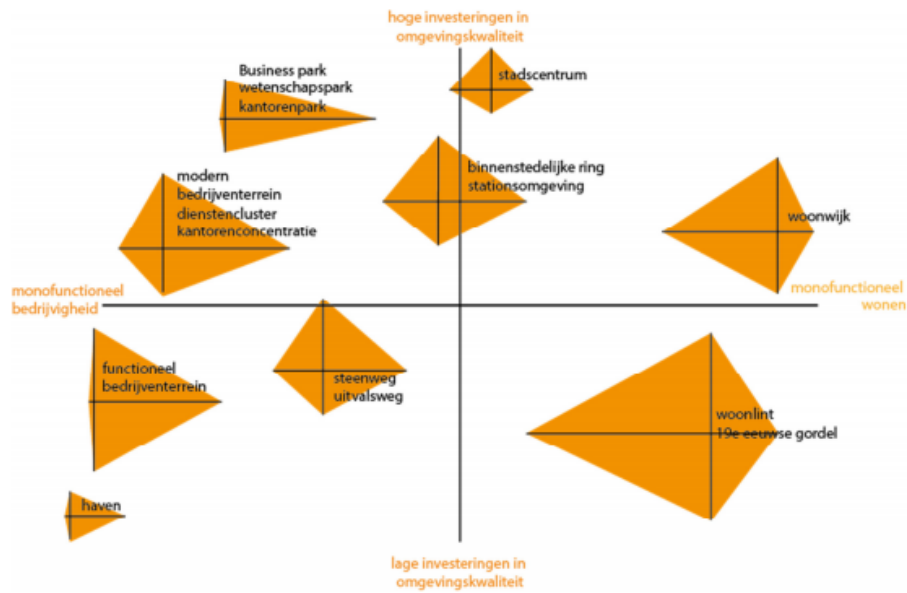 hoge investeringen in
omgevingskwaliteit
Business park
wetenschapspark
kantorenpark
stadscentrum
binnenstedelijke ring
stationsomgeving
modern
bedrijventerrein
dienstencluster
kantorenconcentratie
woonwijk
monofunctioneel
bedrijvigheid
monofunctioneel
wonen
functioneel
bedrijventerrein
steenweg
uitvalsweg
woonlint
19e eeuwse gordel
haven
lage investeringen in
omgevingskwaliteit